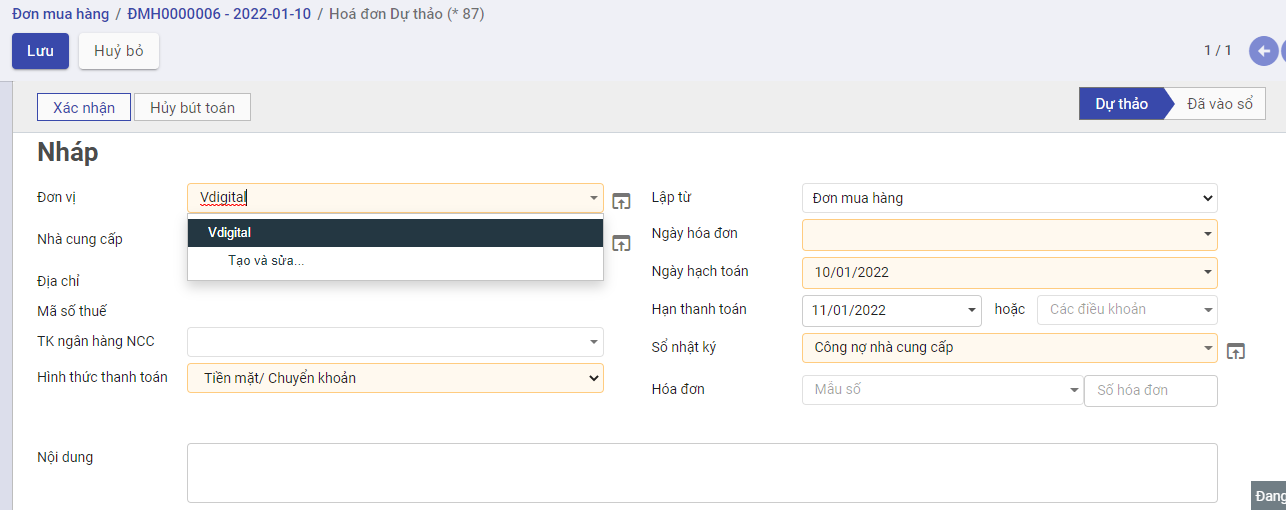 Đơn mua hàng / ĐMH0000006 - 2022-01-10 / Hoá đơn Dự thảo (* 87)
Lưu Huỷ bỏ 1 / 1
Xác nhận Hủy bút toán Dự thảo Đã vào sổ
Nháp
Đơn vị Vdigital Lập từ Đơn mua hàng
Vdigital
Nhà cung cấp Ngày hóa đơn
Tạo và sửa...
Địa chỉ Ngày hạch toán 10/01/2022
Mã số thuế Hạn thanh toán 11/01/2022 hoặc Các điều khoản
TK ngân hàng NCC Sổ nhật ký Công nợ nhà cung cấp
Hình thức thanh toán Tiền mặt/ Chuyển khoản Hóa đơn Mẫu số Số hóa đơn
Nội dung
Đang